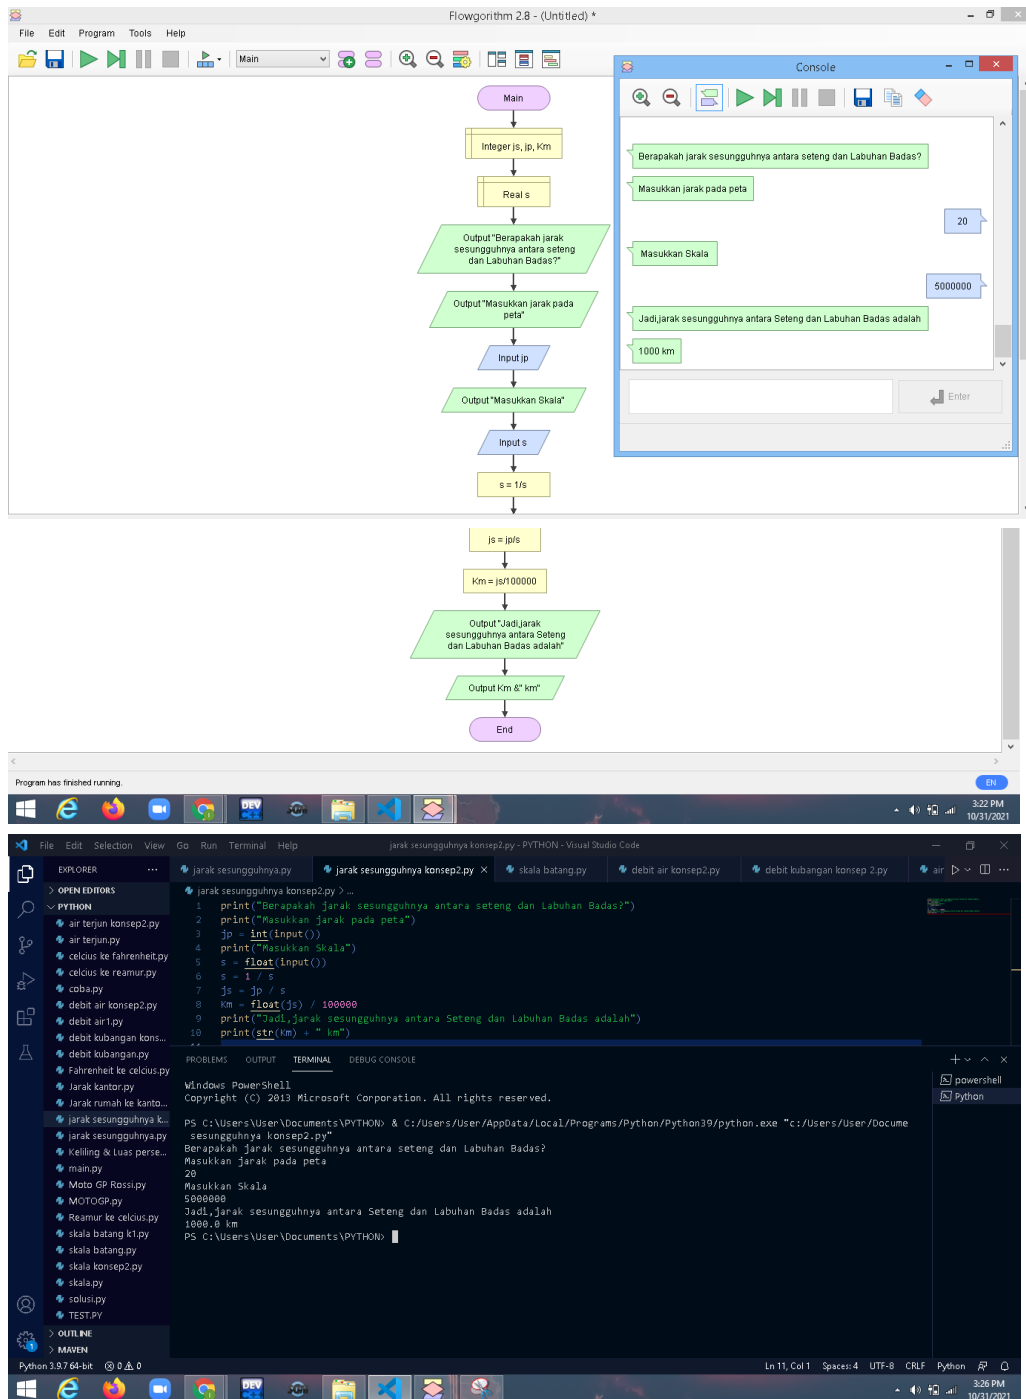 Flowgorithm 2.8 - (Untitled) *
File Edit Program Tools Help
Main
Main
Integer js, jp, Km
Real s
Output "Berapakah jarak
sesungguhnya antara seteng
dan Labuhan Badas?"
Output "Masukkan jarak pada
peta"
Input jp
Output "Masukkan Skala"
Input s
s = 1/s
Console
Berapakah jarak sesungguhnya antara seteng dan Labuhan Badas?
Masukkan jarak pada peta
20
Masukkan Skala
5000000
Jadi,jarak sesungguhnya antara Seteng dan Labuhan Badas adalah
1000 km
Enter
js = jp/s
Km = js/100000
Output "Jadi,jarak
sesungguhnya antara Seteng
dan Labuhan Badas adalah"
Output Km &" km"
End
Program has finished running.
EN
DEV
3:22 PM
10/31/2021
File Edit Selection View Go Run Terminal Help
jarak sesungguhnya konsep2.py - PYTHON - Visual Studio Code
EXPLORER
jarak sesungguhnya.py
jarak sesungguhnya konsep2.py
skala batang.py
debit air konsep2.py
debit kubangan konsep 2.py
air
OPEN EDITORS
PYTHON
air terjun konsep2.py
air terjun.py
celcius ke fahrenheit.py
celcius ke reamur.py
coba.py
debit air konsep2.py
debit air1.py
debit kubangan kons...
debit kubangan.py
Fahrenheit ke celcius.py
Jarak kantor.py
Jarak rumah ke kanto...
jarak sesungguhnya k...
jarak sesungguhnya.py
Keliling & Luas perse...
main.py
Moto GP Rossi.py
MOTOGP.py
Reamur ke celcius.py
skala batang k1.py
skala batang.py
skala konsep2.py
skala.py
solusi.py
TEST.PY
OUTLINE
MAVEN
jarak sesungguhnya konsep2.py > ...
1 print("Berapakah jarak sesungguhnya antara seteng dan Labuhan Badas?")
2 print("Masukkan jarak pada peta")
3 jp = int(input())
4 print("Masukkan Skala")
5 s = float(input())
6 s = 1 / s
7 js = jp / s
8 Km = float(js) / 100000
9 print("Jadi,jarak sesungguhnya antara Seteng dan Labuhan Badas adalah")
10 print(str(Km) + " km")
11
PROBLEMS OUTPUT TERMINAL DEBUG CONSOLE
powershell
Python
Windows PowerShell
Copyright (C) 2013 Microsoft Corporation. All rights reserved.
PS C:\Users\User\Documents\PYTHON> & C:/Users/User/AppData/Local/Programs/Python/Python39/python.exe "c:/Users/User/Docume
sesungguhnya konsep2.py"
Berapakah jarak sesungguhnya antara seteng dan Labuhan Badas?
Masukkan jarak pada peta
20
Masukkan Skala
5000000
Jadi,jarak sesungguhnya antara Seteng dan Labuhan Badas adalah
1000.0 km
PS C:\Users\User\Documents\PYTHON>
Python 3.9.7 64-bit 0 0
Ln 11, Col 1 Spaces: 4 UTF-8 CRLF Python
DEV
3:26 PM
10/31/2021